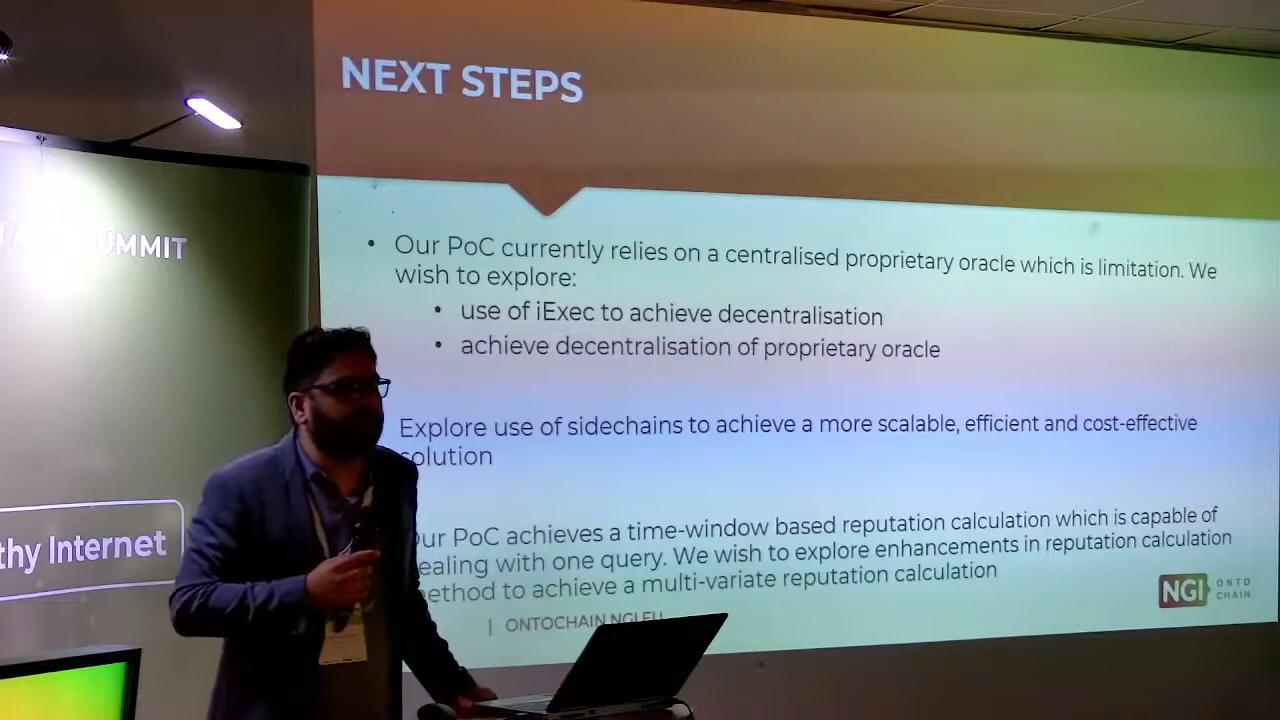 NEXT STEPS
MMIT
• Our PoC currently relies on a centralised proprietary oracle which is limitation. We
wish to explore:
• use of iExec to achieve decentralisation
• achieve decentralisation of proprietary oracle
Explore use of sidechains to achieve a more scalable, efficient and cost-effective
solution
thy Internet
our PoC achieves a time-window based reputation calculation which is capable of
ealing with one query. We wish to explore enhancements in reputation calculation
ethod to achieve a multi-variate reputation calculation
NGI ONTO
CHAIN
| ONTOCHAIN.NGI.EU